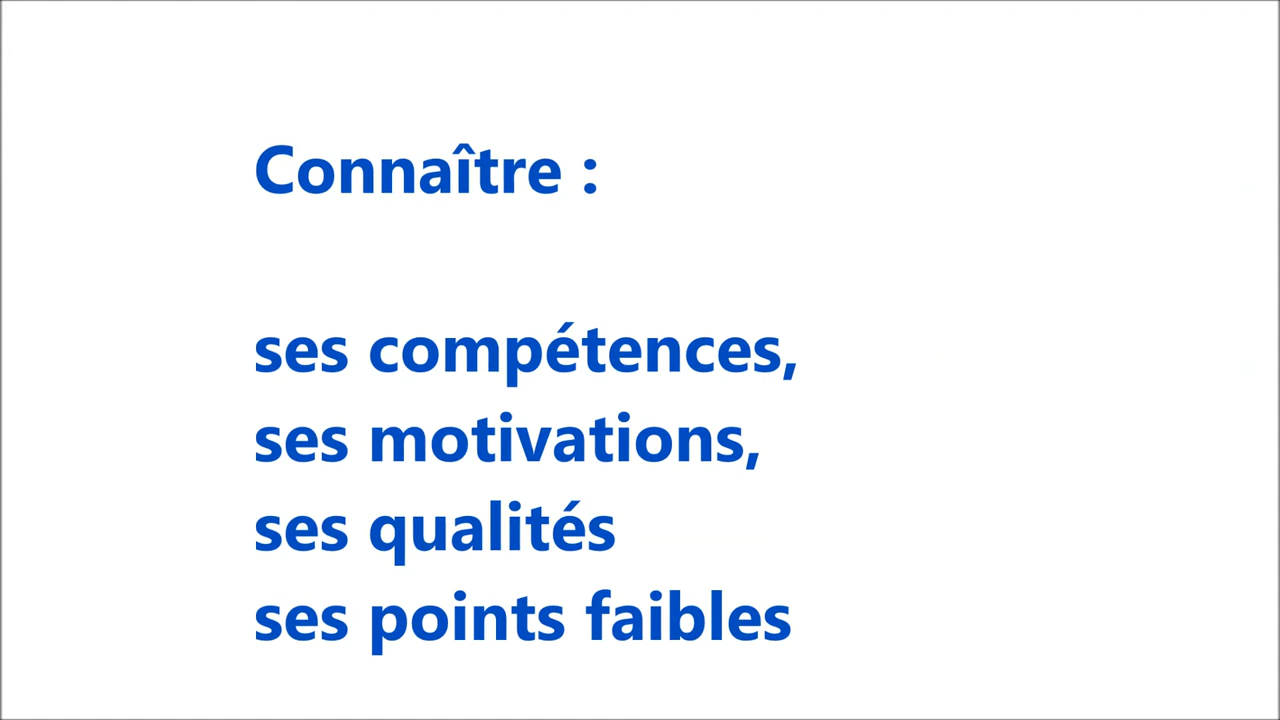 Connaître :
ses compétences,
ses motivations,
ses qualités
ses points faibles